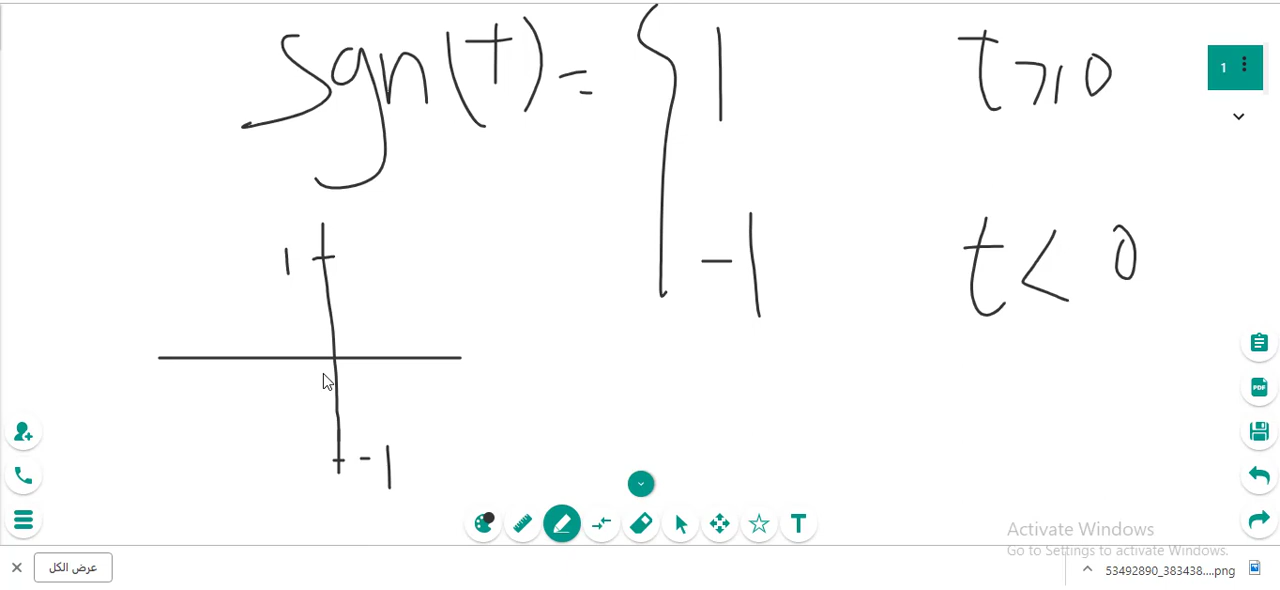 sgn(t) = { 1 t ≥ 0
-1 t < 0
1
-1
1
PDF
T
Activate Windows
Go to Settings to activate Windows.
عرض الكل
53492890_383438....png